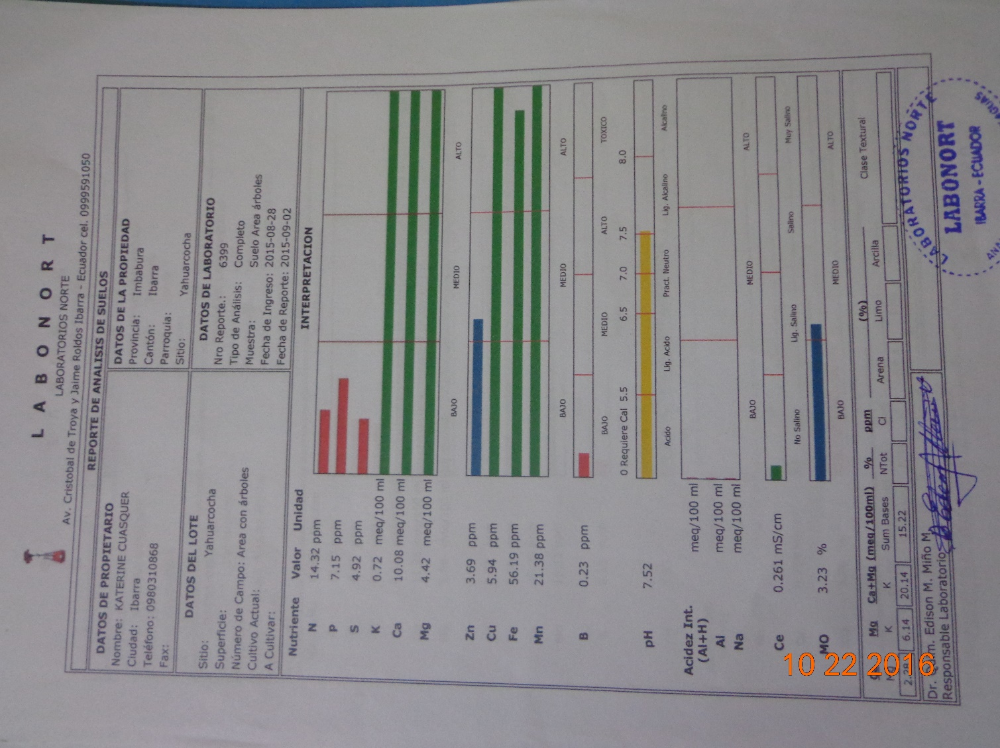 L A B O N O R T
LABORATORIOS NORTE
Av. Cristobal de Troya y Jaime Roldos Ibarra - Ecuador cel. 0999591050
REPORTE DE ANALISIS DE SUELOS
DATOS DE PROPIETARIO
Nombre: KATERINE CUASQUER
Ciudad: Ibarra
Teléfono: 0980310868
Fax:
DATOS DE LA PROPIEDAD
Provincia: Imbabura
Cantón: Ibarra
Parroquia:
Sitio: Yahuarcocha
DATOS DEL LOTE
Sitio: Yahuarcocha
Superficie:
Número de Campo: Area con árboles
Cultivo Actual:
A Cultivar:
DATOS DE LABORATORIO
Nro Reporte.: 6399
Tipo de Análisis: Completo
Muestra: Suelo Area árboles
Fecha de Ingreso: 2015-08-28
Fecha de Reporte: 2015-09-02
Nutriente Valor Unidad INTERPRETACION
N 14.32 ppm
P 7.15 ppm
S 4.92 ppm
K 0.72 meq/100 ml
Ca 10.08 meq/100 ml
Mg 4.42 meq/100 ml
BAJO MEDIO ALTO
Zn 3.69 ppm
Cu 5.94 ppm
Fe 56.19 ppm
Mn 21.38 ppm
BAJO MEDIO ALTO
B 0.23 ppm
BAJO MEDIO ALTO TOXICO
0 Requiere Cal 5.5 6.5 7.0 7.5 8.0
pH 7.52
Acido Lig. Acido Pract. Neutro Lig. Alcalino Alcalino
Acidez Int. meq/100 ml
(Al+H)
Al meq/100 ml
Na meq/100 ml
BAJO MEDIO ALTO
Ce 0.261 mS/cm
No Salino Lig. Salino Salino Muy Salino
MO 3.23 %
BAJO MEDIO ALTO
Mg Ca+Mg (meq/100ml) % ppm (%) Clase Textural
K K Sum Bases NTot Cl Arena Limo Arcilla
6.14 20.14 15.22
Dr. Quím. Edison M. Miño M.
Responsable Laboratorio
LABORATORIOS NORTE
LABONORT
IBARRA - ECUADOR
10 22 2016